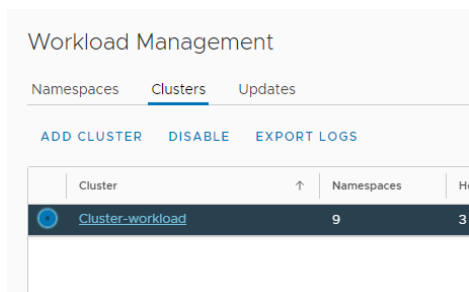 Workload Management
Namespaces Clusters Updates
ADD CLUSTER DISABLE EXPORT LOGS
Cluster ↑ Namespaces
Cluster-workload 9 3